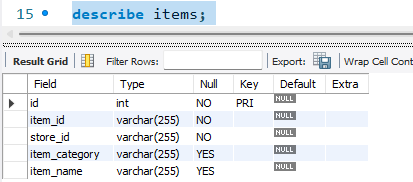 15 describe items;
Result Grid Filter Rows: Export: Wrap Cell Cont
Field Type Null Key Default Extra
id int NO PRI NULL
item_id varchar(255) NO NULL
store_id varchar(255) NO NULL
item_category varchar(255) YES NULL
item_name varchar(255) YES NULL